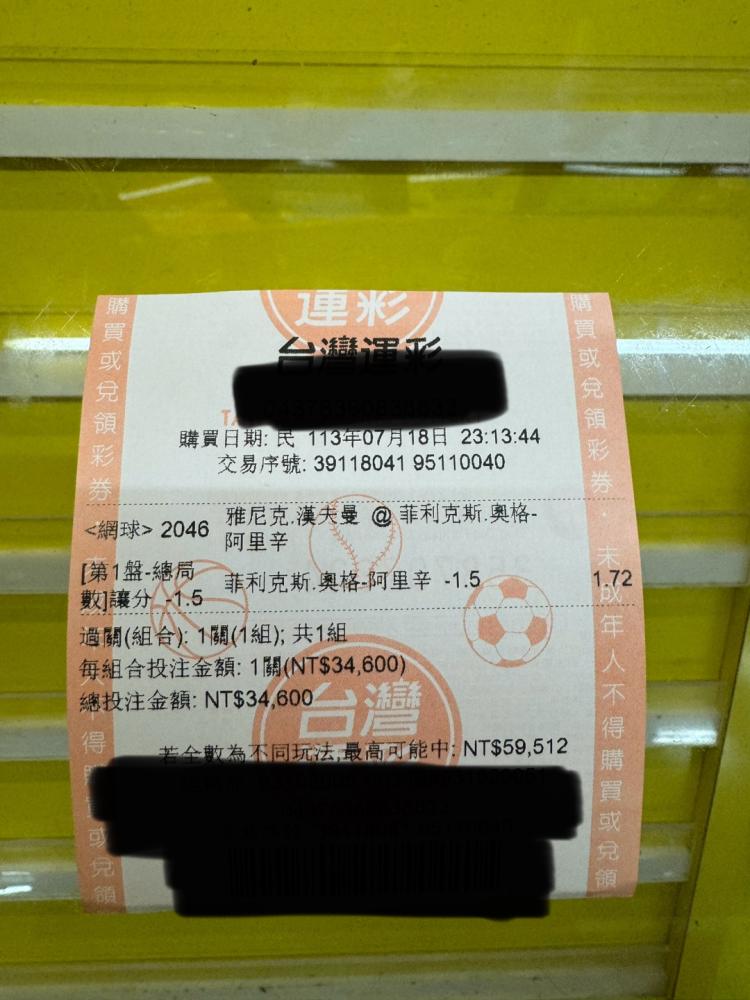 運彩
台灣運彩
購買日期: 民 113年07月18日 23:13:44
交易序號: 39118041 95110040
<網球> 2046 雅尼克.漢夫曼 @ 菲利克斯.奧格-
阿里辛
[第1盤-總局
數]讓分 -1.5 菲利克斯.奧格-阿里辛 -1.5 1.72
過關(組合): 1關(1組); 共1組
每組合投注金額: 1關(NT$34,600)
總投注金額: NT$34,600
台灣
若全數為不同玩法,最高可能中: NT$59,512
購買或兌領彩券
得
或兌領
購買或兌領彩券.未成年人不得購買或兌領